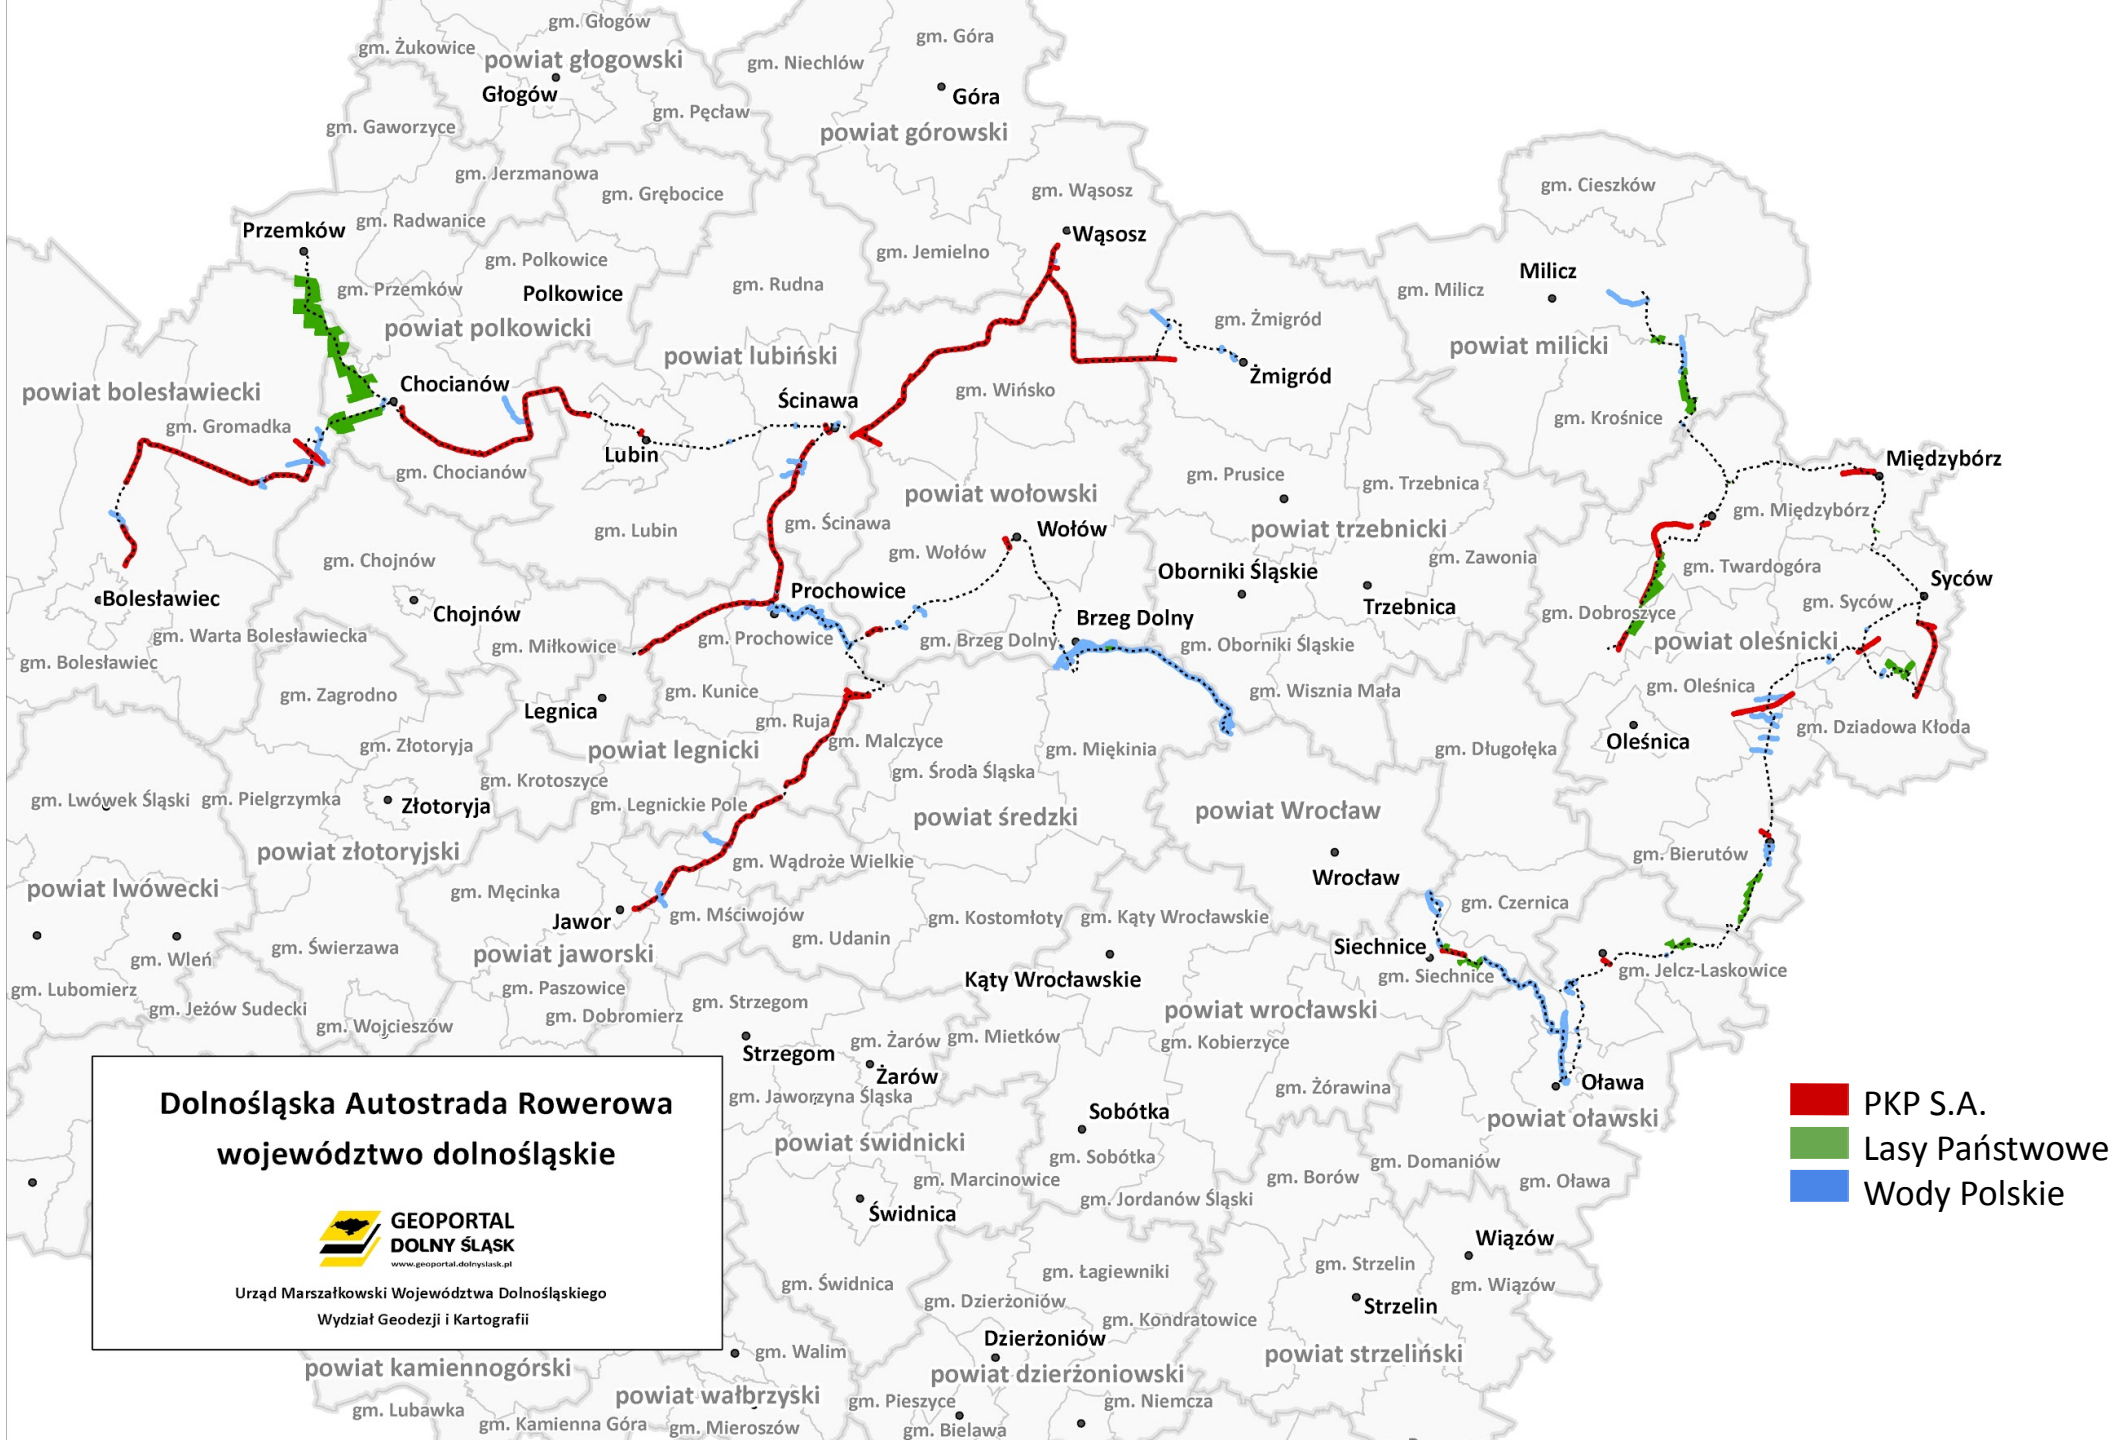 gm. Głogów
gm. Góra
gm. Żukowice
powiat głogowski
gm. Niechlów
Głogów
Góra
gm. Pęcław
gm. Gaworzyce
powiat górowski
gm. Jerzmanowa
gm. Cieszków
gm. Grębocice
gm. Wąsosz
gm. Radwanice
Przemków
Wąsosz
gm. Jemielno
gm. Polkowice
Milicz
gm. Rudna
gm. Przemków
Polkowice
gm. Milicz
powiat polkowicki
gm. Żmigród
powiat milicki
powiat lubiński
Żmigród
Chocianów
powiat bolesławiecki
gm. Wińsko
Ścinawa
gm. Krośnice
gm. Gromadka
Lubin
Międzybórz
gm. Chocianów
gm. Prusice
gm. Trzebnica
powiat wołowski
gm. Międzybórz
gm. Ścinawa
Wołów
powiat trzebnicki
gm. Lubin
gm. Wołów
gm. Zawonia
gm. Chojnów
gm. Twardogóra
Oborniki Śląskie
Syców
Prochowice
Bolesławiec
Trzebnica
gm. Syców
Chojnów
gm. Dobroszyce
Brzeg Dolny
gm. Warta Bolesławiecka
gm. Prochowice
gm. Brzeg Dolny
gm. Oborniki Śląskie
powiat oleśnicki
gm. Miłkowice
gm. Bolesławiec
gm. Zagrodno
gm. Kunice
gm. Wisznia Mała
gm. Oleśnica
Legnica
gm. Ruja
gm. Dziadowa Kłoda
gm. Malczyce
Oleśnica
gm. Złotoryja
powiat legnicki
gm. Miękinia
gm. Długołęka
gm. Środa Śląska
gm. Krotoszyce
gm. Lwówek Śląski
gm. Pielgrzymka
Złotoryja
gm. Legnickie Pole
powiat średzki
powiat Wrocław
powiat złotoryjski
gm. Wądroże Wielkie
gm. Bierutów
Wrocław
powiat lwówecki
gm. Męcinka
gm. Czernica
Jawor
gm. Mściwojów
gm. Kostomłoty
gm. Kąty Wrocławskie
gm. Udanin
gm. Świerzawa
Siechnice
gm. Wleń
powiat jaworski
gm. Jelcz-Laskowice
gm. Siechnice
Kąty Wrocławskie
gm. Lubomierz
gm. Paszowice
gm. Strzegom
gm. Jeżów Sudecki
powiat wrocławski
gm. Dobromierz
gm. Wojcieszów
gm. Mietków
gm. Żarów
gm. Kobierzyce
Strzegom
Żarów
Oława
gm. Żórawina
gm. Jaworzyna Śląska
Sobótka
powiat oławski
powiat świdnicki
gm. Sobótka
gm. Domaniów
gm. Borów
gm. Marcinowice
gm. Oława
gm. Jordanów Śląski
Świdnica
Wiązów
gm. Strzelin
gm. Łagiewniki
gm. Świdnica
gm. Wiązów
gm. Dzierżoniów
Strzelin
gm. Kondratowice
Dzierżoniów
gm. Walim
powiat strzeliński
powiat kamiennogórski
powiat dzierżoniowski
powiat wałbrzyski
gm. Pieszyce
gm. Niemcza
gm. Lubawka
gm. Kamienna Góra
gm. Mieroszów
gm. Bielawa
Dolnośląska Autostrada Rowerowa
województwo dolnośląskie
GEOPORTAL
DOLNY ŚLĄSK
www.geoportal.dolnyslask.pl
Urząd Marszałkowski Województwa Dolnośląskiego
Wydział Geodezji i Kartografii
PKP S.A.
Lasy Państwowe
Wody Polskie